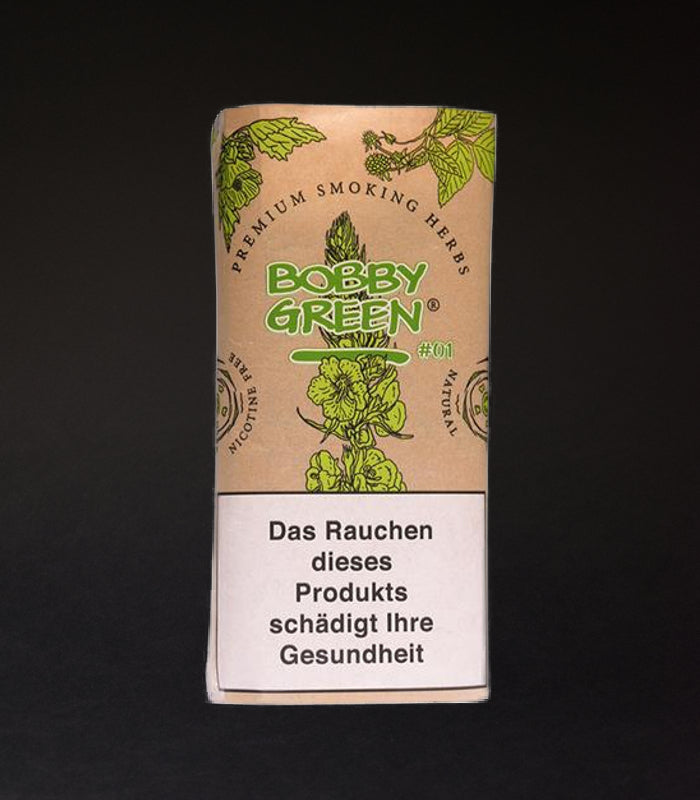 PREMIUM SMOKING HERBS
BOBBY
GREEN®
#01
NICOTINE FREE
NATURAL
Das Rauchen
dieses
Produkts
schädigt Ihre
Gesundheit